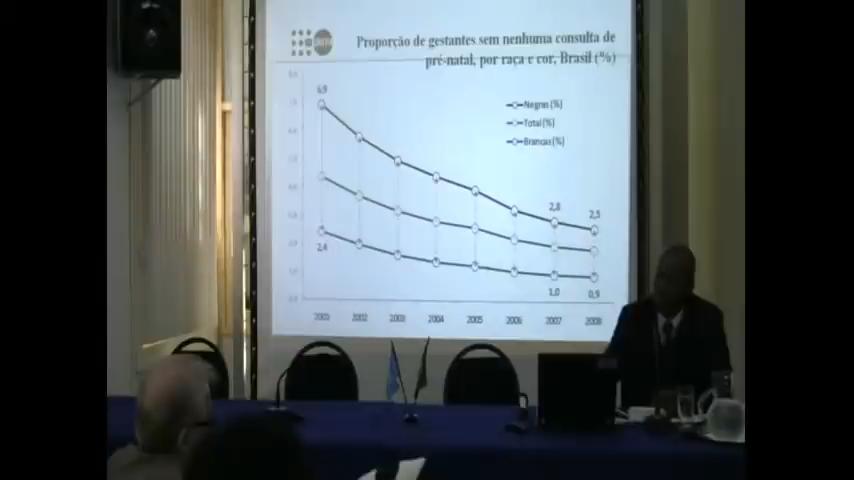 Proporção de gestantes sem nenhuma consulta de
pré-natal, por raça e cor, Brasil (%)
6,9
Negras (%)
Total (%)
Brancas (%)
2,8
2,5
2,4
1,0
0,9
2001 2002 2003 2004 2005 2006 2007 2008